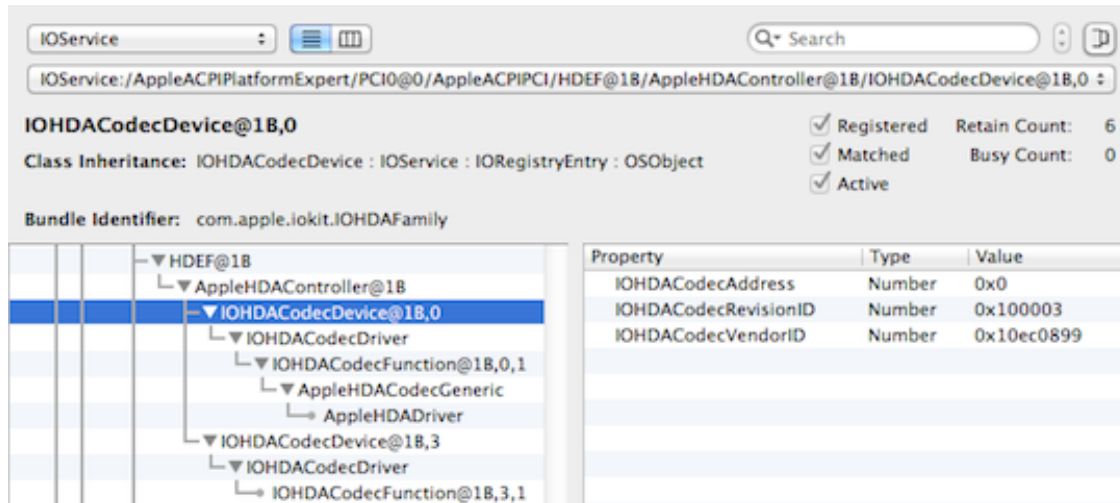 IOService
Search
IOService:/AppleACPIPlatformExpert/PCI0@0/AppleACPIPCI/HDEF@1B/AppleHDAController@1B/IOHDACodecDevice@1B,0
IOHDACodecDevice@1B,0
Registered Retain Count: 6
Class Inheritance: IOHDACodecDevice : IOService : IORegistryEntry : OSObject
Matched Busy Count: 0
Active
Bundle Identifier: com.apple.iokit.IOHDAFamily
HDEF@1B
AppleHDAController@1B
IOHDACodecDevice@1B,0
IOHDACodecDriver
IOHDACodecFunction@1B,0,1
AppleHDACodecGeneric
AppleHDADriver
IOHDACodecDevice@1B,3
IOHDACodecDriver
IOHDACodecFunction@1B,3,1
Property Type Value
IOHDACodecAddress Number 0x0
IOHDACodecRevisionID Number 0x100003
IOHDACodecVendorID Number 0x10ec0899